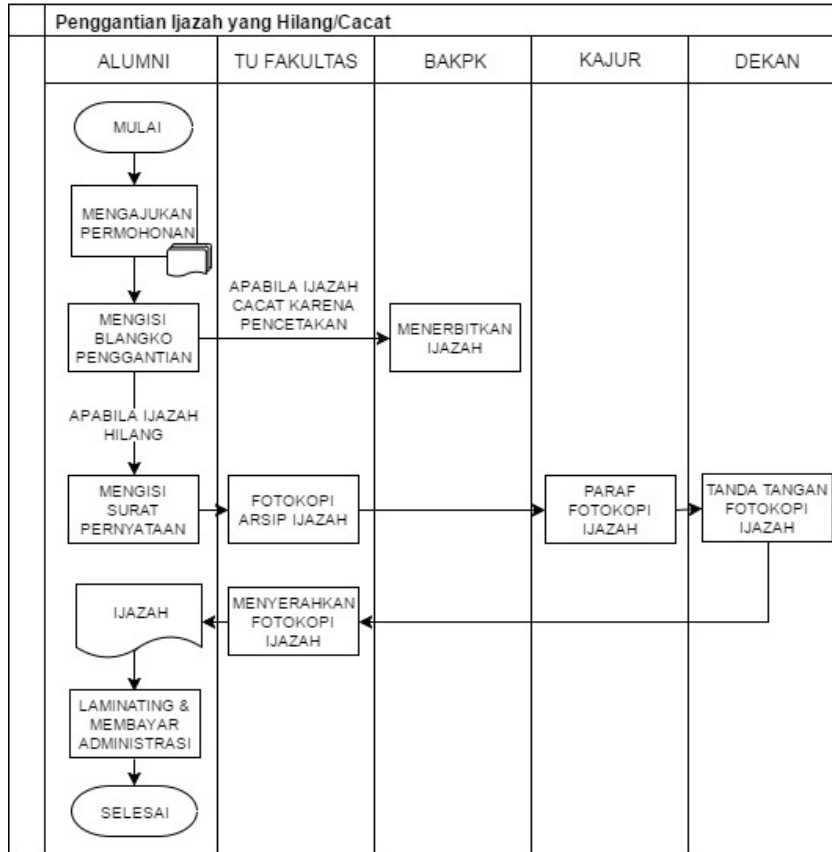 Penggantian Ijazah yang Hilang/Cacat
ALUMNI
TU FAKULTAS
BAKPK
KAJUR
DEKAN
MULAI
MENGAJUKAN
PERMOHONAN
MENGISI
BLANGKO
PENGGANTIAN
APABILA IJAZAH
CACAT KARENA
PENCETAKAN
MENERBITKAN
IJAZAH
APABILA IJAZAH
HILANG
MENGISI
SURAT
PERNYATAAN
FOTOKOPI
ARSIP IJAZAH
PARAF
FOTOKOPI
IJAZAH
TANDA TANGAN
FOTOKOPI
IJAZAH
MENYERAHKAN
FOTOKOPI
IJAZAH
IJAZAH
LAMINATING &
MEMBAYAR
ADMINISTRASI
SELESAI